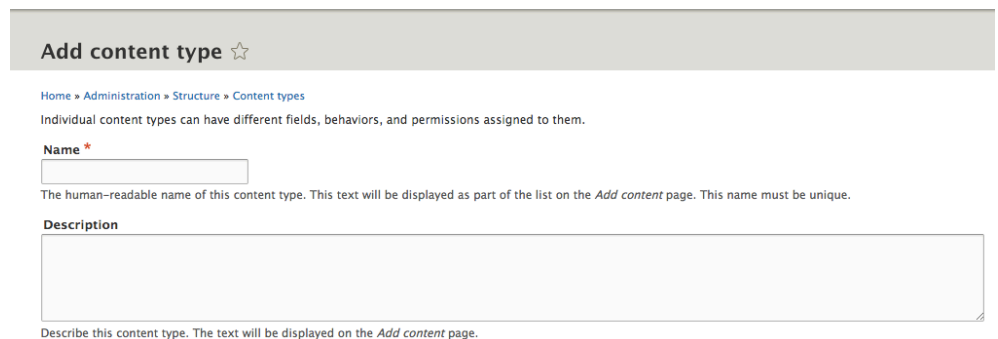 Add content type
Home » Administration » Structure » Content types
Individual content types can have different fields, behaviors, and permissions assigned to them.
Name *
The human-readable name of this content type. This text will be displayed as part of the list on the Add content page. This name must be unique.
Description
Describe this content type. The text will be displayed on the Add content page.